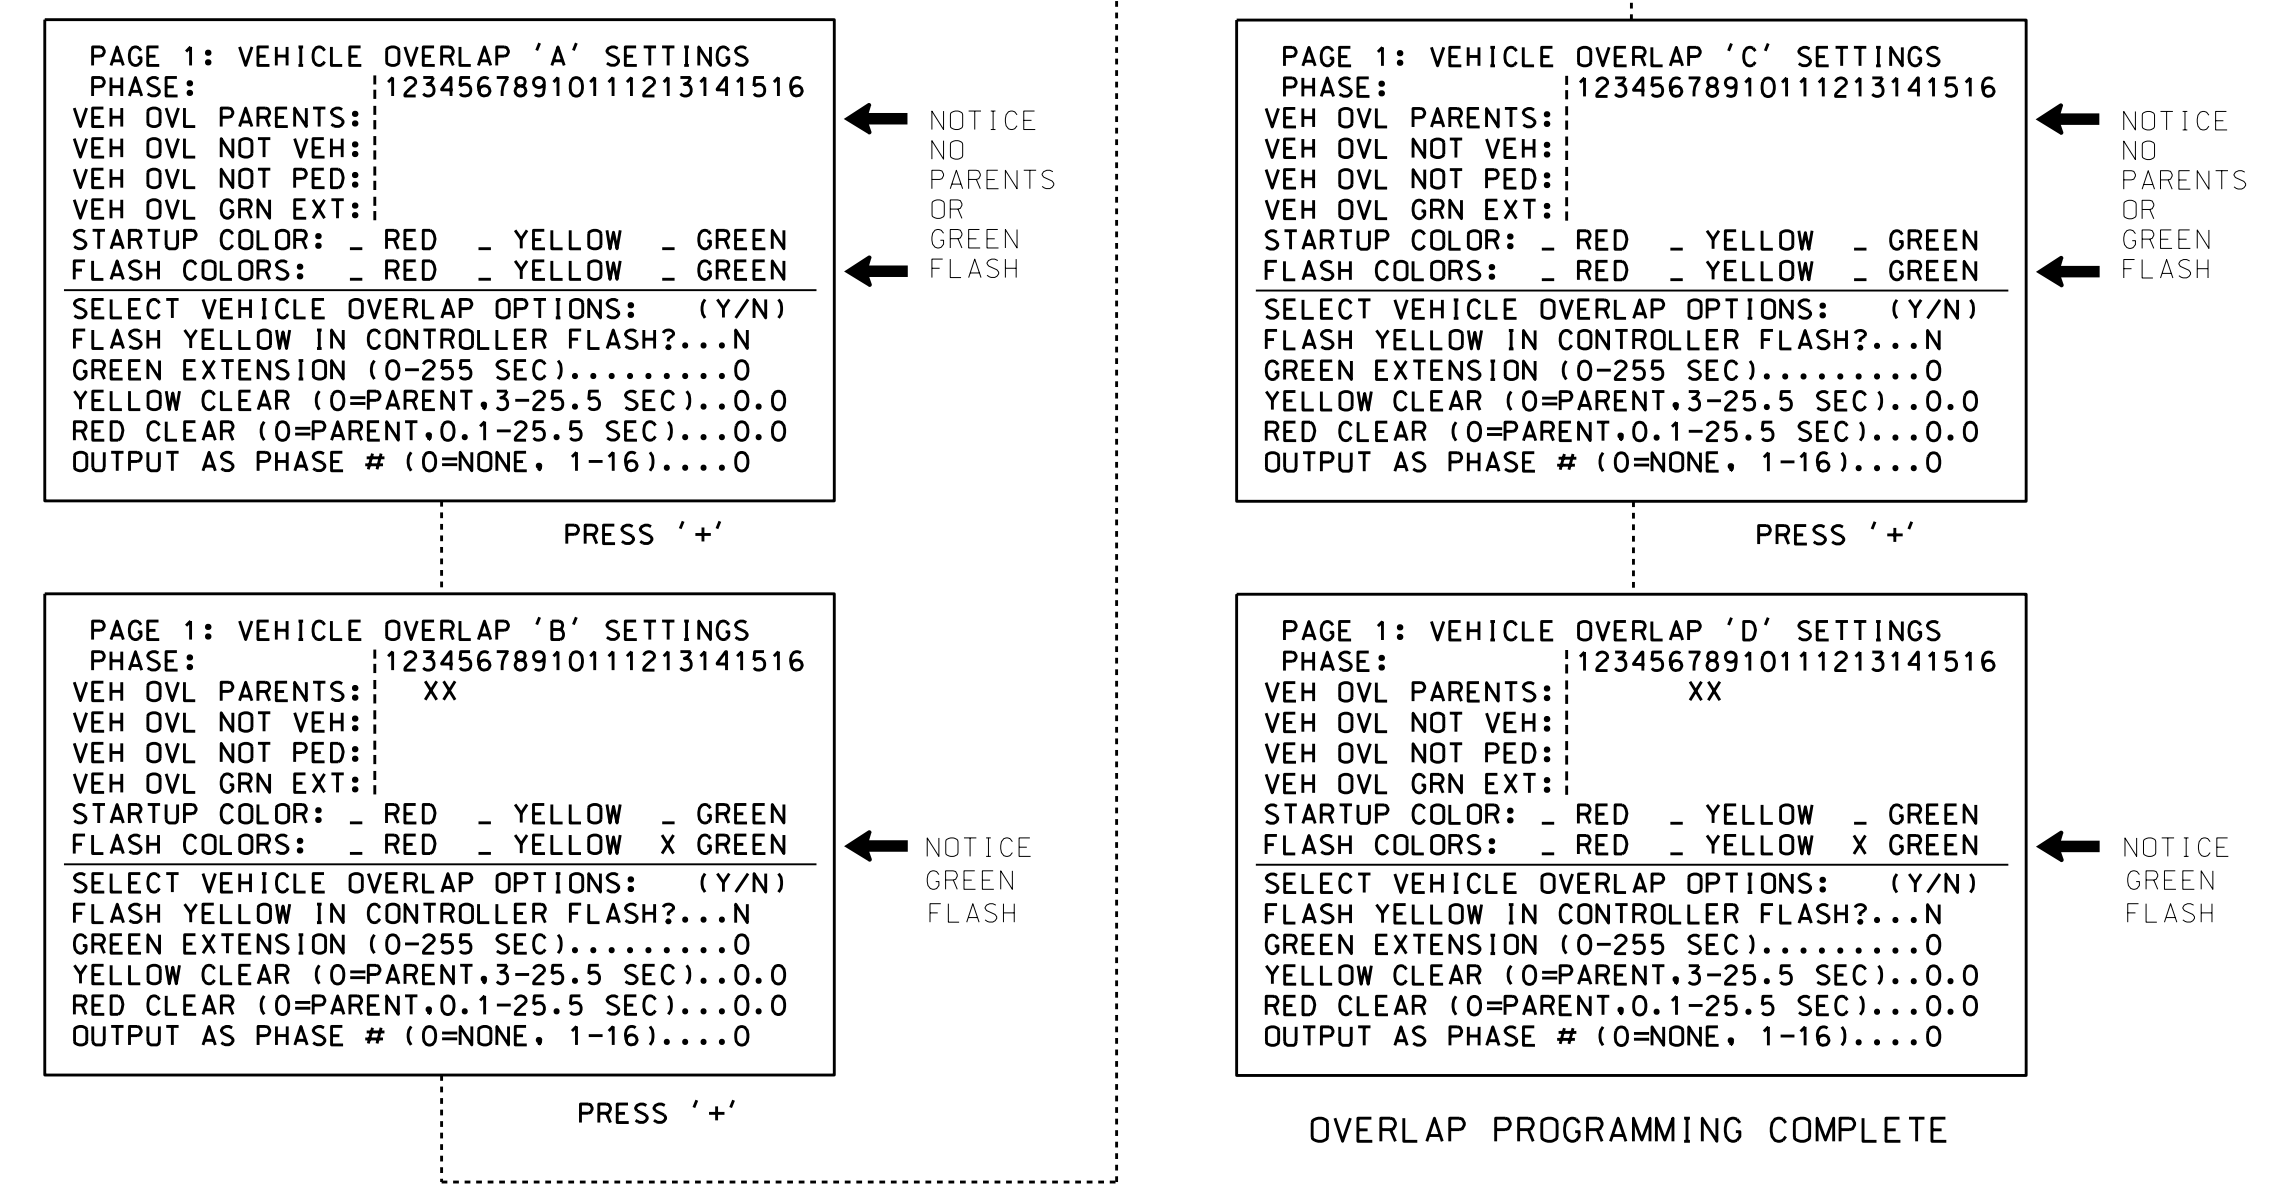 PAGE 1: VEHICLE OVERLAP 'A' SETTINGS
PHASE: 12345678910111213141516
VEH OVL PARENTS:
VEH OVL NOT VEH:
VEH OVL NOT PED:
VEH OVL GRN EXT:
STARTUP COLOR: _ RED _ YELLOW _ GREEN
FLASH COLORS: _ RED _ YELLOW _ GREEN
SELECT VEHICLE OVERLAP OPTIONS: (Y/N)
FLASH YELLOW IN CONTROLLER FLASH?...N
GREEN EXTENSION (0-255 SEC).........0
YELLOW CLEAR (0=PARENT,3-25.5 SEC)..0.0
RED CLEAR (0=PARENT,0.1-25.5 SEC)...0.0
OUTPUT AS PHASE # (0=NONE, 1-16)....0
NOTICE
NO
PARENTS
OR
GREEN
FLASH
PRESS '+'
PAGE 1: VEHICLE OVERLAP 'B' SETTINGS
PHASE: 12345678910111213141516
VEH OVL PARENTS: XX
VEH OVL NOT VEH:
VEH OVL NOT PED:
VEH OVL GRN EXT:
STARTUP COLOR: _ RED _ YELLOW _ GREEN
FLASH COLORS: _ RED _ YELLOW X GREEN
SELECT VEHICLE OVERLAP OPTIONS: (Y/N)
FLASH YELLOW IN CONTROLLER FLASH?...N
GREEN EXTENSION (0-255 SEC).........0
YELLOW CLEAR (0=PARENT,3-25.5 SEC)..0.0
RED CLEAR (0=PARENT,0.1-25.5 SEC)...0.0
OUTPUT AS PHASE # (0=NONE, 1-16)....0
NOTICE
GREEN
FLASH
PRESS '+'
PAGE 1: VEHICLE OVERLAP 'C' SETTINGS
PHASE: 12345678910111213141516
VEH OVL PARENTS:
VEH OVL NOT VEH:
VEH OVL NOT PED:
VEH OVL GRN EXT:
STARTUP COLOR: _ RED _ YELLOW _ GREEN
FLASH COLORS: _ RED _ YELLOW _ GREEN
SELECT VEHICLE OVERLAP OPTIONS: (Y/N)
FLASH YELLOW IN CONTROLLER FLASH?...N
GREEN EXTENSION (0-255 SEC).........0
YELLOW CLEAR (0=PARENT,3-25.5 SEC)..0.0
RED CLEAR (0=PARENT,0.1-25.5 SEC)...0.0
OUTPUT AS PHASE # (0=NONE, 1-16)....0
NOTICE
NO
PARENTS
OR
GREEN
FLASH
PRESS '+'
PAGE 1: VEHICLE OVERLAP 'D' SETTINGS
PHASE: 12345678910111213141516
VEH OVL PARENTS: XX
VEH OVL NOT VEH:
VEH OVL NOT PED:
VEH OVL GRN EXT:
STARTUP COLOR: _ RED _ YELLOW _ GREEN
FLASH COLORS: _ RED _ YELLOW X GREEN
SELECT VEHICLE OVERLAP OPTIONS: (Y/N)
FLASH YELLOW IN CONTROLLER FLASH?...N
GREEN EXTENSION (0-255 SEC).........0
YELLOW CLEAR (0=PARENT,3-25.5 SEC)..0.0
RED CLEAR (0=PARENT,0.1-25.5 SEC)...0.0
OUTPUT AS PHASE # (0=NONE, 1-16)....0
NOTICE
GREEN
FLASH
OVERLAP PROGRAMMING COMPLETE